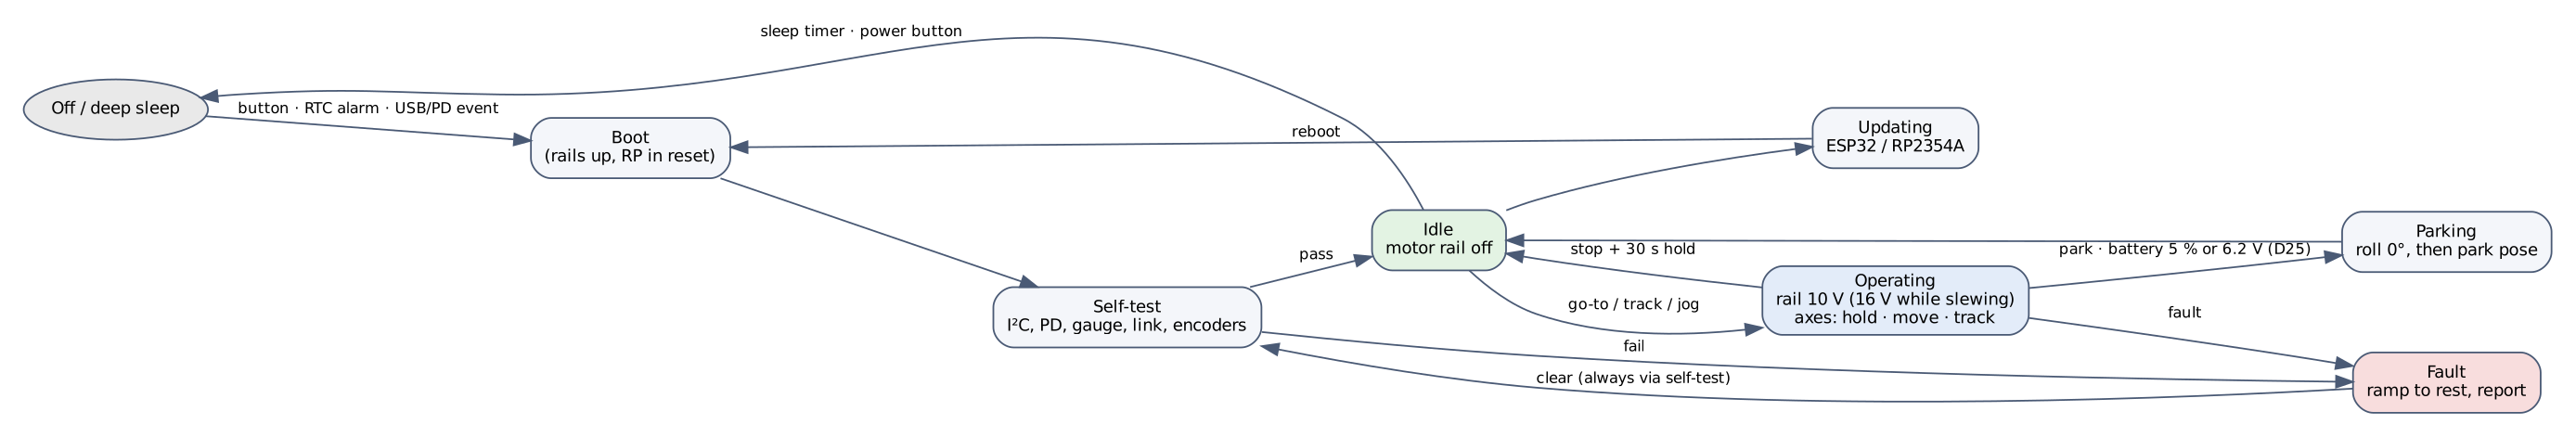 sleep timer · power button
Off / deep sleep
button · RTC alarm · USB/PD event
Boot
(rails up, RP in reset)
reboot
Updating
ESP32 / RP2354A
Idle
motor rail off
pass
Self-test
I²C, PD, gauge, link, encoders
stop + 30 s hold
go-to / track / jog
Operating
rail 10 V (16 V while slewing)
axes: hold · move · track
park · battery 5 % or 6.2 V (D25)
Parking
roll 0°, then park pose
fault
fail
clear (always via self-test)
Fault
ramp to rest, report